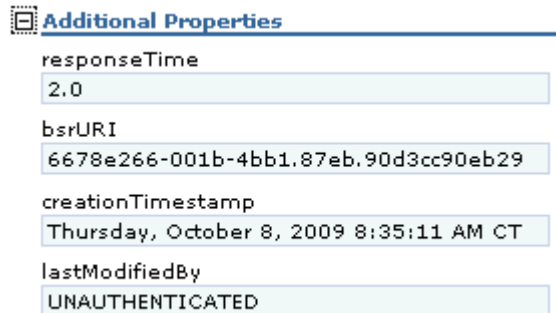 Additional Properties
responseTime
2.0
bsrURI
6678e266-001b-4bb1.87eb.90d3cc90eb29
creationTimestamp
Thursday, October 8, 2009 8:35:11 AM CT
lastModifiedBy
UNAUTHENTICATED